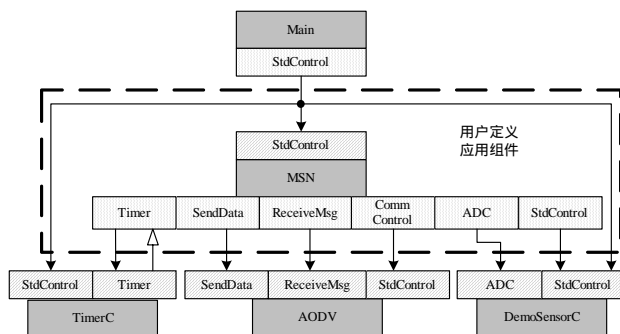 Main
StdControl
用户定义
应用组件
StdControl
MSN
Timer
SendData
ReceiveMsg
Comm
Control
ADC
StdControl
StdControl
Timer
SendData
ReceiveMsg
StdControl
ADC
StdControl
TimerC
AODV
DemoSensorC